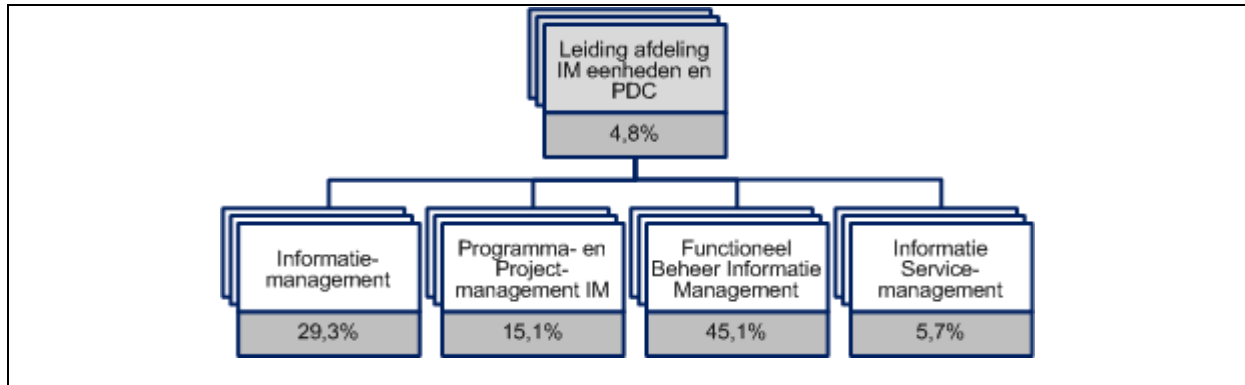 Leiding afdeling
IM eenheden en
PDC
4,8%
Informatie-
management
29,3%
Programma- en
Project-
management IM
15,1%
Functioneel
Beheer Informatie
Management
45,1%
Informatie
Service-
management
5,7%